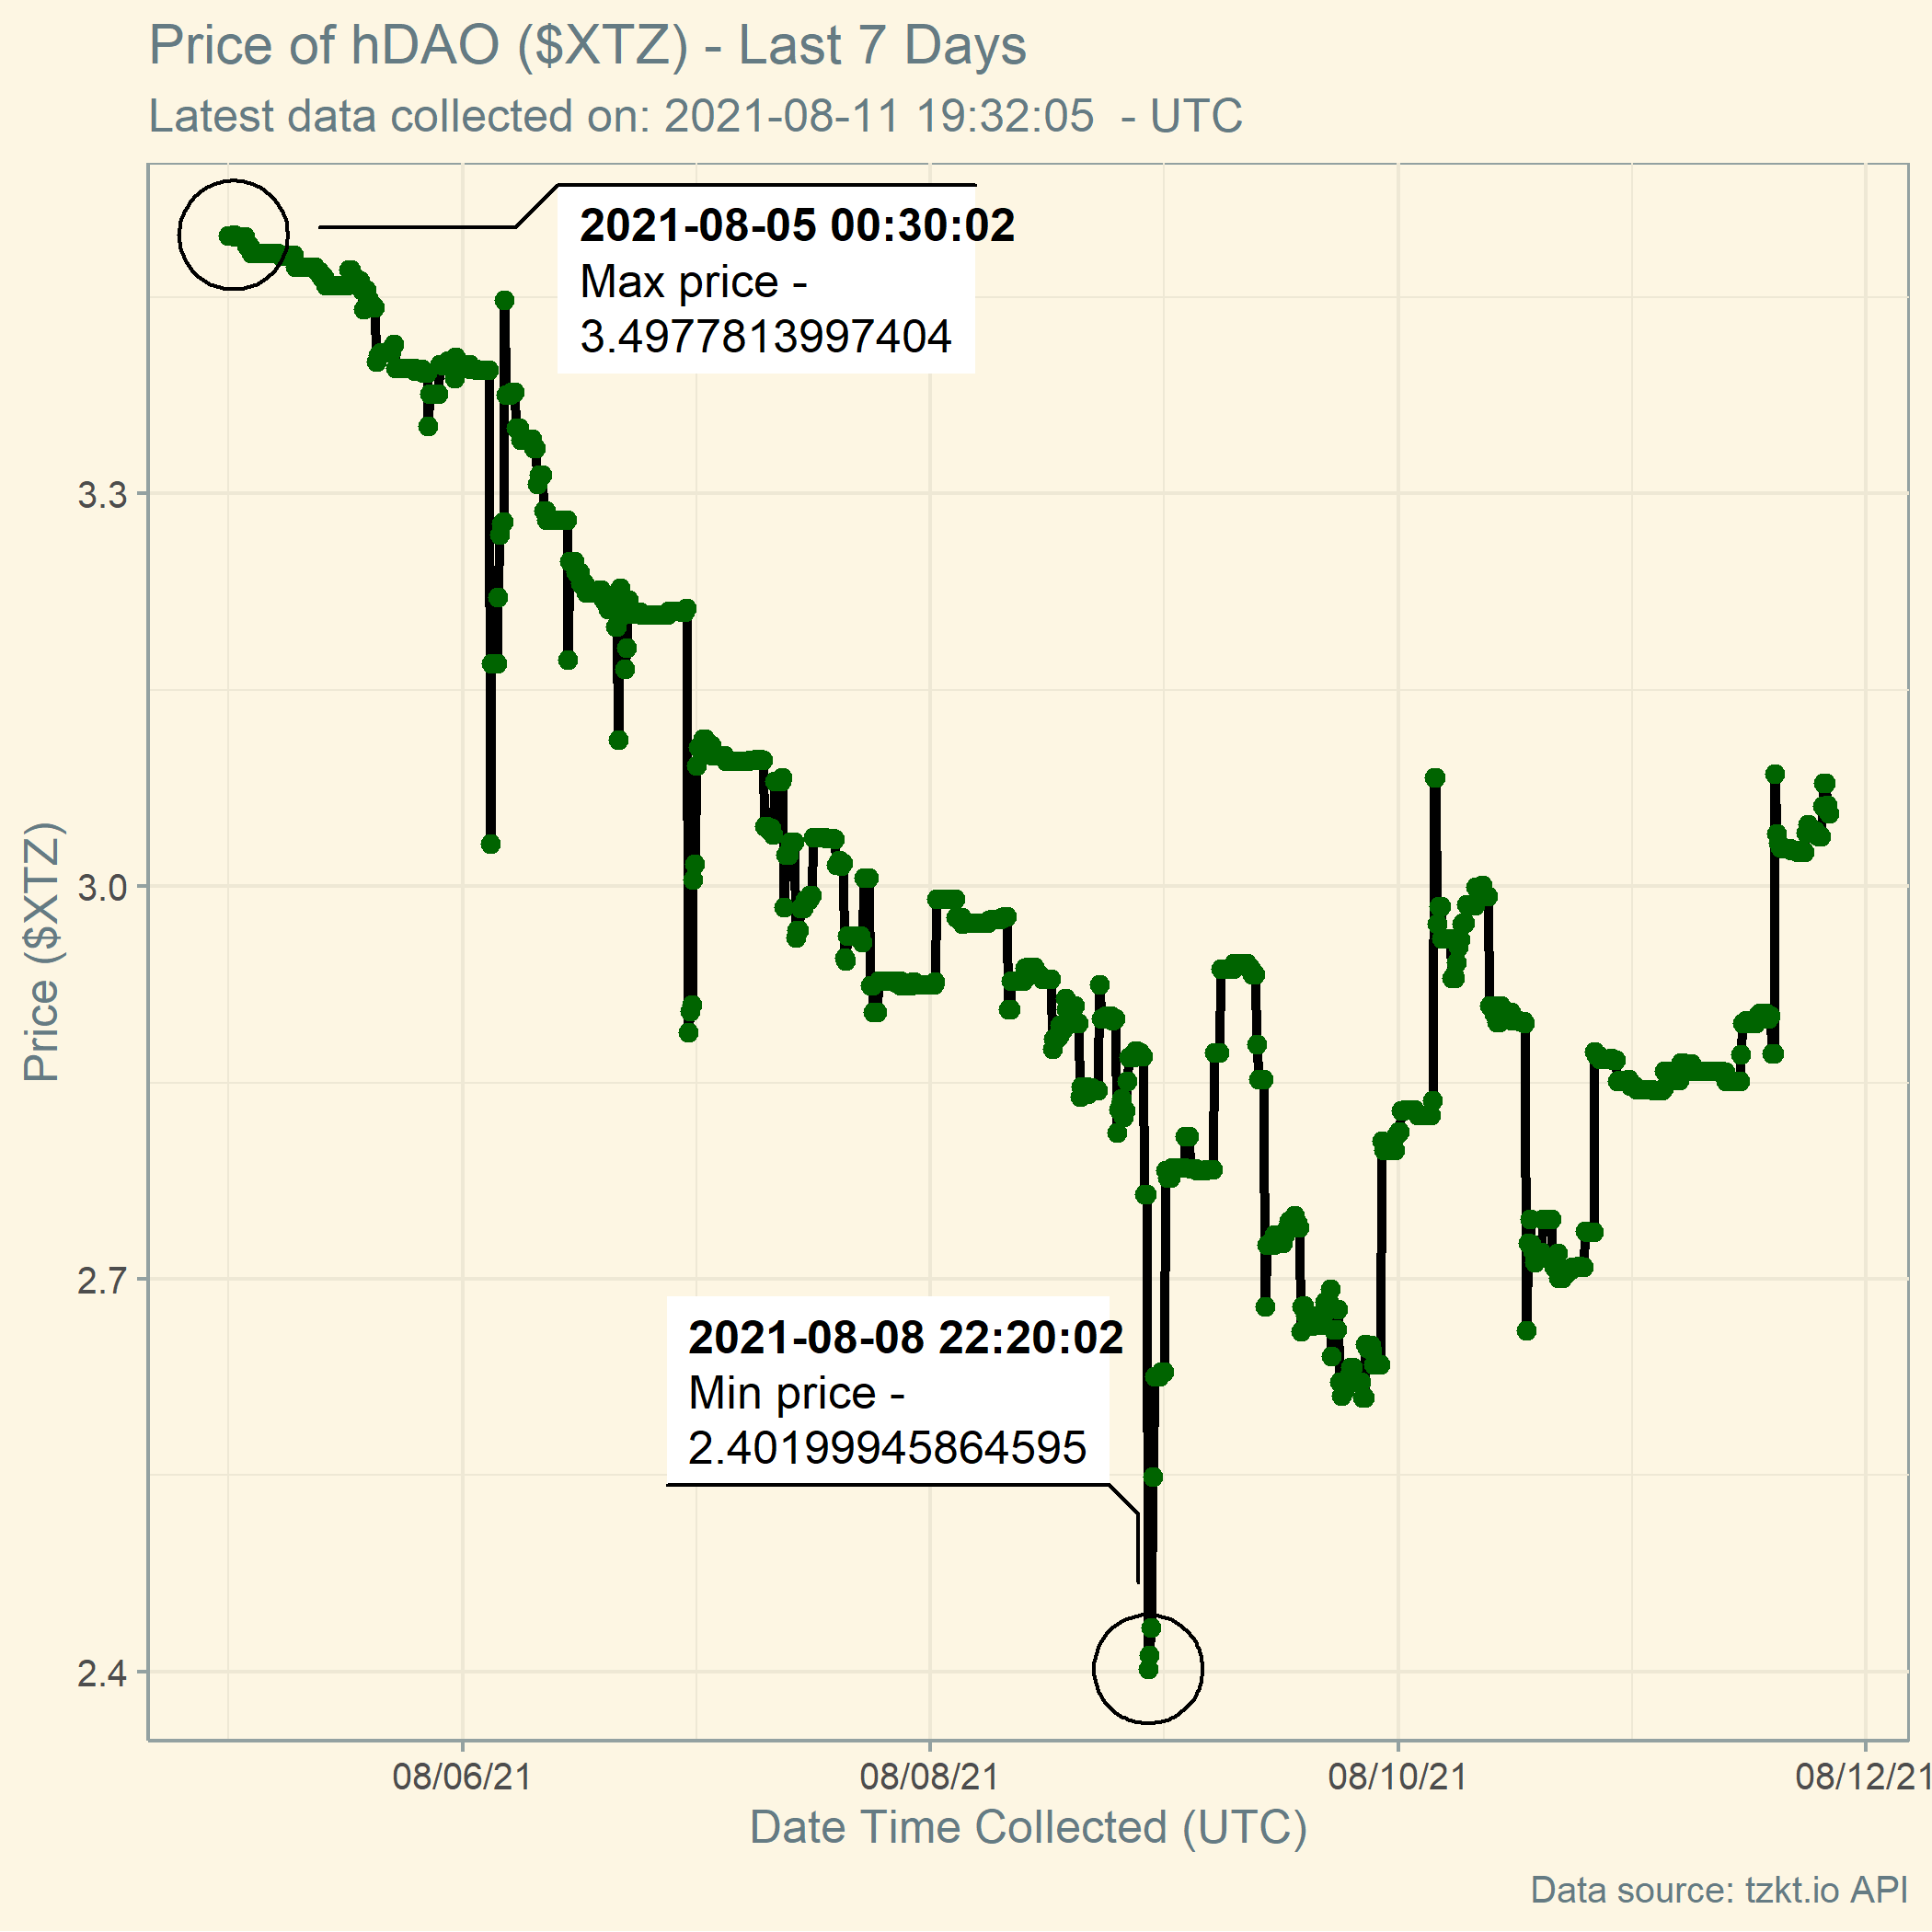 Price of hDAO ($XTZ) - Last 7 Days
Latest data collected on: 2021-08-11 19:32:05  - UTC
2021-08-05 00:30:02
Max price -
3.4977813997404
3.3
3.0
2.7
2.4
Price ($XTZ)
2021-08-08 22:20:02
Min price -
2.40199945864595
08/06/21
08/08/21
08/10/21
08/12/21
Date Time Collected (UTC)
Data source: tzkt.io API